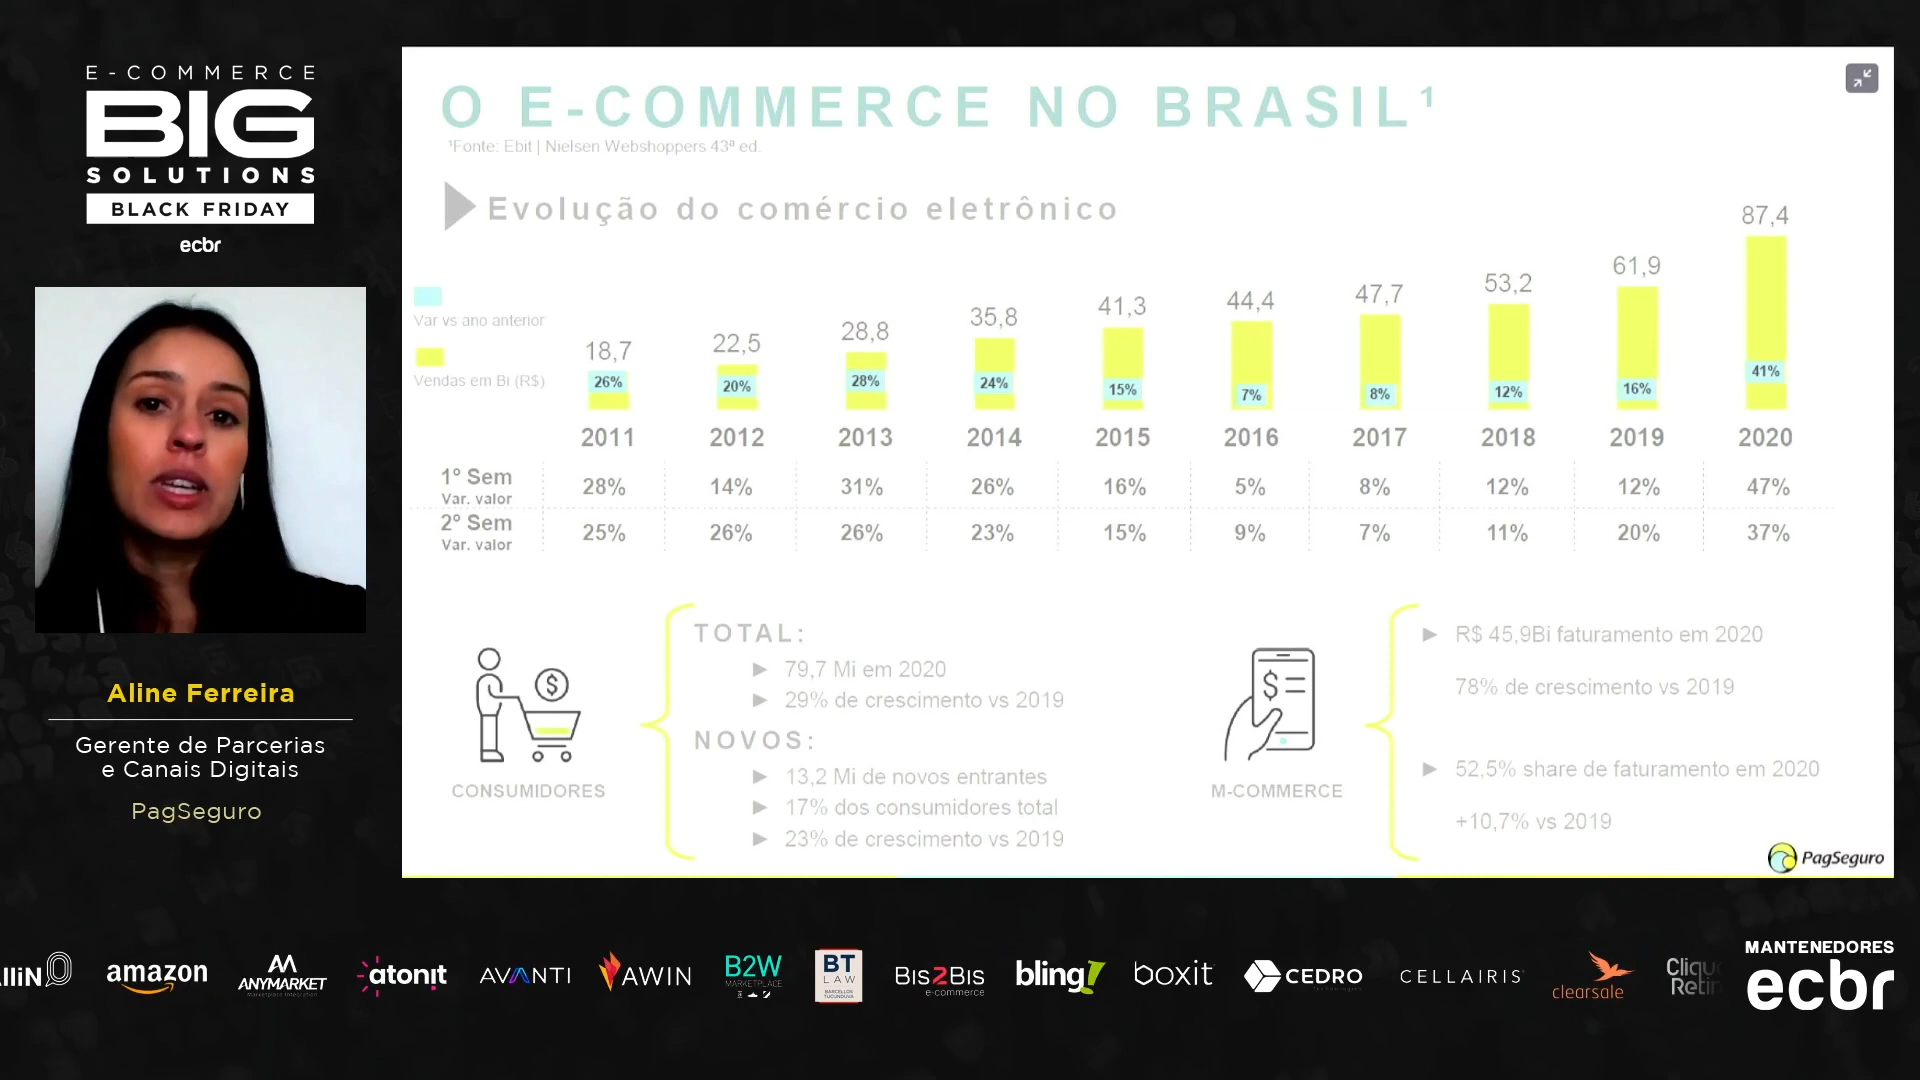 E-COMMERCE
BIG
SOLUTIONS
BLACK FRIDAY
ecbr
Aline Ferreira
Gerente de Parcerias
e Canais Digitais
PagSeguro
O E-COMMERCE NO BRASIL¹
¹Fonte: Ebit | Nielsen Webshoppers 43ª ed.
Evolução do comércio eletrônico
Var vs ano anterior
Vendas em Bi (R$)
18,7 22,5 28,8 35,8 41,3 44,4 47,7 53,2 61,9 87,4
26% 20% 28% 24% 15% 7% 8% 12% 16% 41%
2011 2012 2013 2014 2015 2016 2017 2018 2019 2020
1º Sem
Var. valor
28% 14% 31% 26% 16% 5% 8% 12% 12% 47%
2º Sem
Var. valor
25% 26% 26% 23% 15% 9% 7% 11% 20% 37%
$
CONSUMIDORES
TOTAL:
79,7 Mi em 2020
29% de crescimento vs 2019
NOVOS:
13,2 Mi de novos entrantes
17% dos consumidores total
23% de crescimento vs 2019
$
M-COMMERCE
R$ 45,9Bi faturamento em 2020
78% de crescimento vs 2019
52,5% share de faturamento em 2020
+10,7% vs 2019
PagSeguro
amazon
ANYMARKET
atonit
AVANTI
AWIN
B2W
MARKETPLACE
BT
LAW
Bis2Bis
e-commerce
bling!
boxit
CEDRO
CELLAIRIS
clearsale
Clique
Retire
MANTENEDORES
ecbr